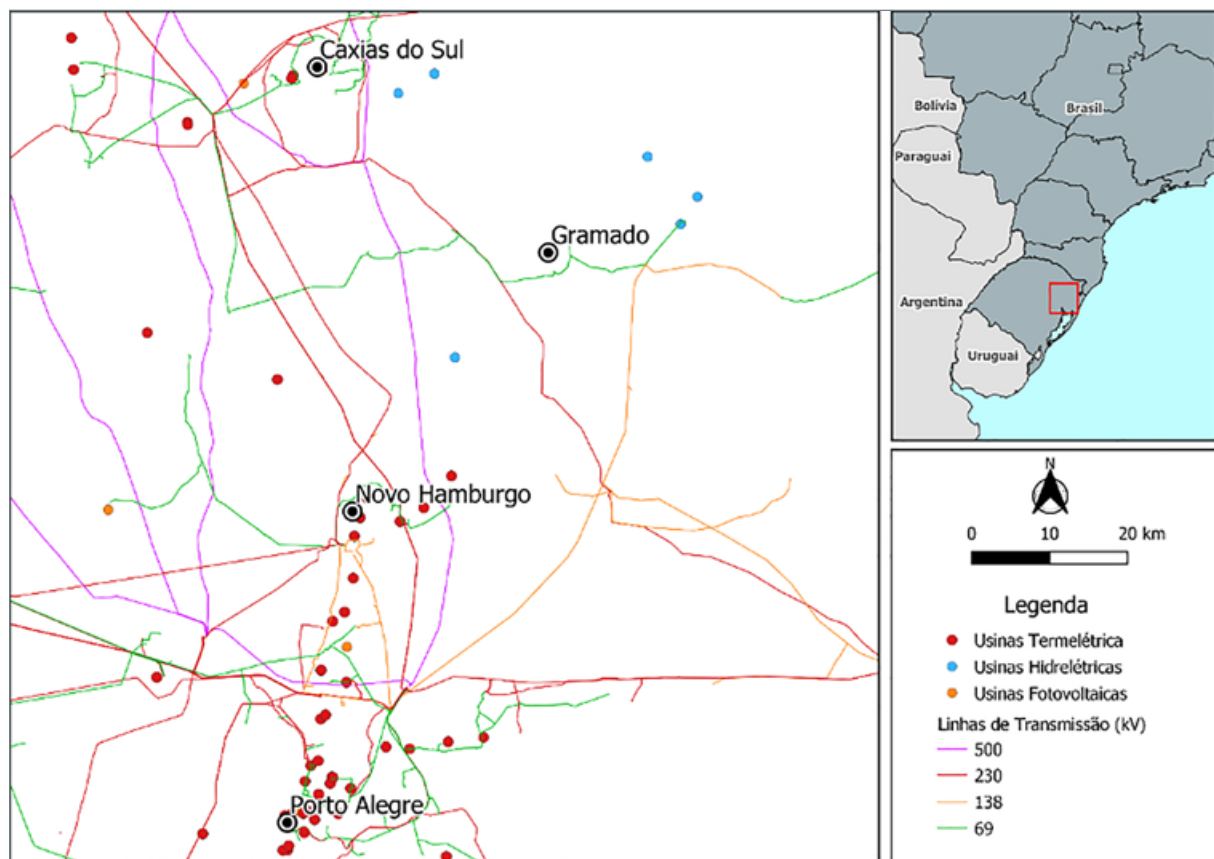 Caxias do Sul
Gramado
Novo Hamburgo
Porto Alegre
Bolivia
Brasil
Paraguai
Argentina
Uruguai
N
0 10 20 km
Legenda
Usinas Termelétrica
Usinas Hidrelétricas
Usinas Fotovoltaicas
Linhas de Transmissão (kV)
500
230
138
69